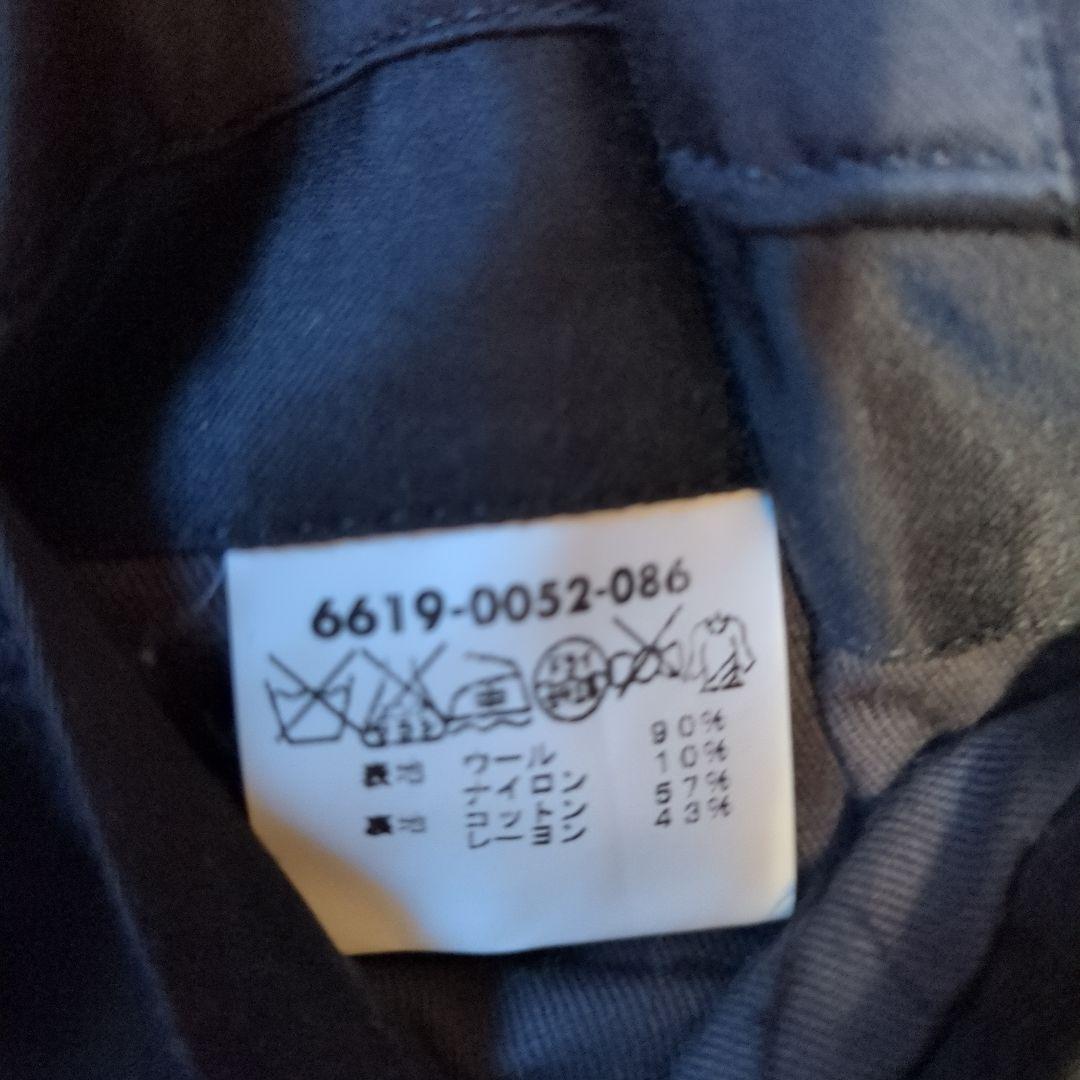 6619-0052-086
表地 ウール 90%
ナイロン 10%
裏地 コットン 57%
レーヨン 43%